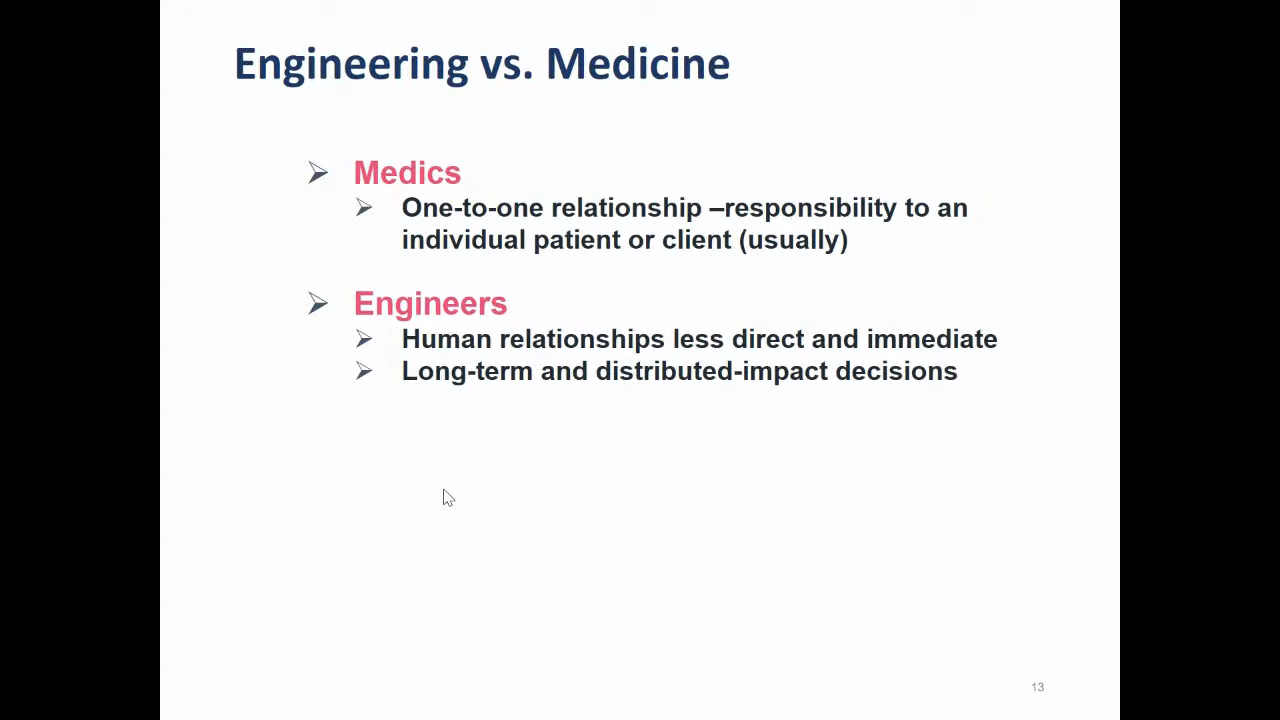 Engineering vs. Medicine
Medics
One-to-one relationship –responsibility to an
individual patient or client (usually)
Engineers
Human relationships less direct and immediate
Long-term and distributed-impact decisions
13